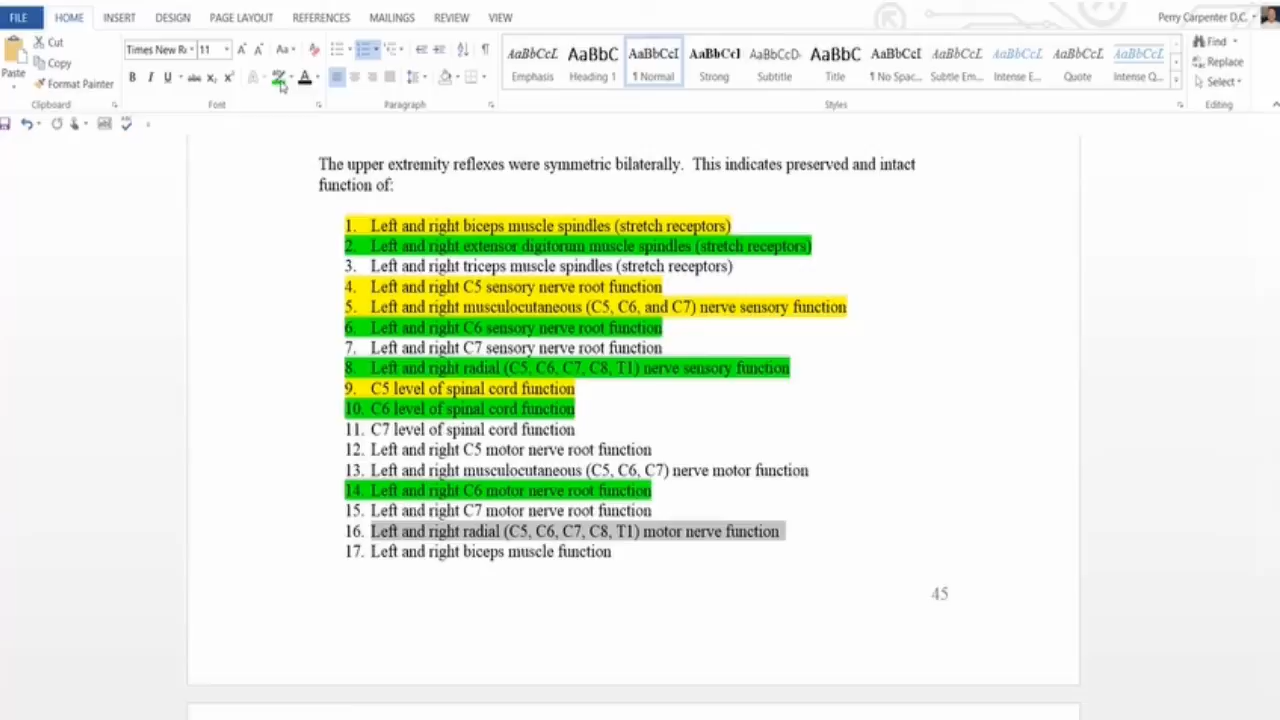 FILE HOME INSERT DESIGN PAGE LAYOUT REFERENCES MAILINGS REVIEW VIEW Perry Carpenter D.C.
Cut Times New Ro 11 Aa AaBbCcL AaBbC AaBbCcI AaBbCcI AaBbCcD AaBbC AaBbCcI AaBbCcL AaBbCcL AaBbCcL AaBbCcL Find
Paste Copy Replace
Format Painter B I U abc Emphasis Heading 1 ¶ Normal Strong Subtitle Title ¶ No Spac... Subtle Em... Intense E... Quote Intense Q... Select
Clipboard Font Paragraph Styles Editing
The upper extremity reflexes were symmetric bilaterally. This indicates preserved and intact
function of:
1. Left and right biceps muscle spindles (stretch receptors)
2. Left and right extensor digitorum muscle spindles (stretch receptors)
3. Left and right triceps muscle spindles (stretch receptors)
4. Left and right C5 sensory nerve root function
5. Left and right musculocutaneous (C5, C6, and C7) nerve sensory function
6. Left and right C6 sensory nerve root function
7. Left and right C7 sensory nerve root function
8. Left and right radial (C5, C6, C7, C8, T1) nerve sensory function
9. C5 level of spinal cord function
10. C6 level of spinal cord function
11. C7 level of spinal cord function
12. Left and right C5 motor nerve root function
13. Left and right musculocutaneous (C5, C6, C7) nerve motor function
14. Left and right C6 motor nerve root function
15. Left and right C7 motor nerve root function
16. Left and right radial (C5, C6, C7, C8, T1) motor nerve function
17. Left and right biceps muscle function
45